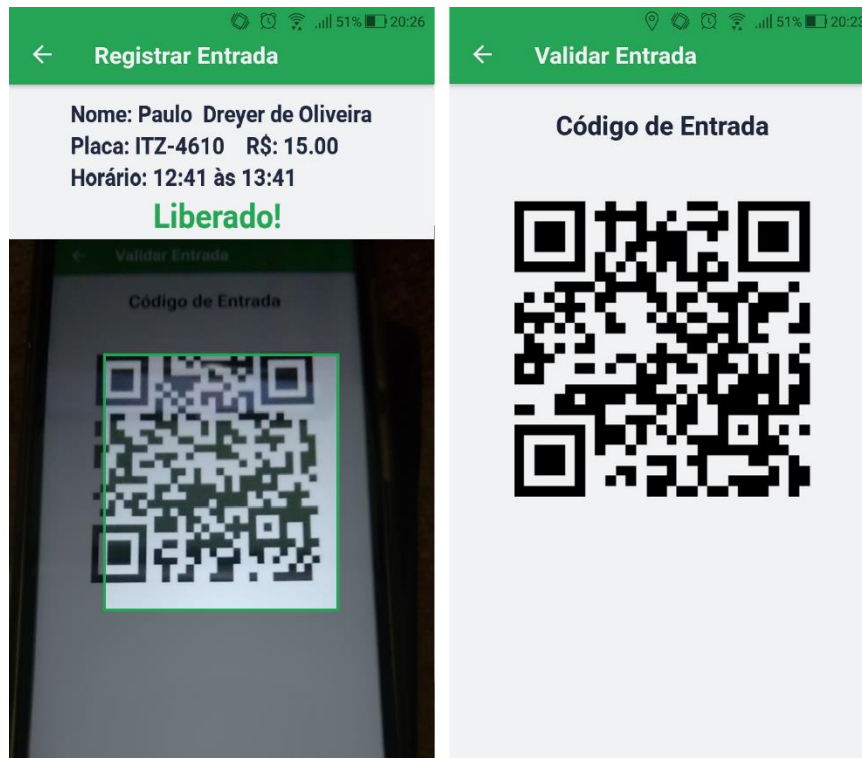 51% 20:26
Registrar Entrada
Nome: Paulo Dreyer de Oliveira
Placa: ITZ-4610 R$: 15.00
Horário: 12:41 às 13:41
Liberado!
Validar Entrada
Código de Entrada
51% 20:23
Validar Entrada
Código de Entrada